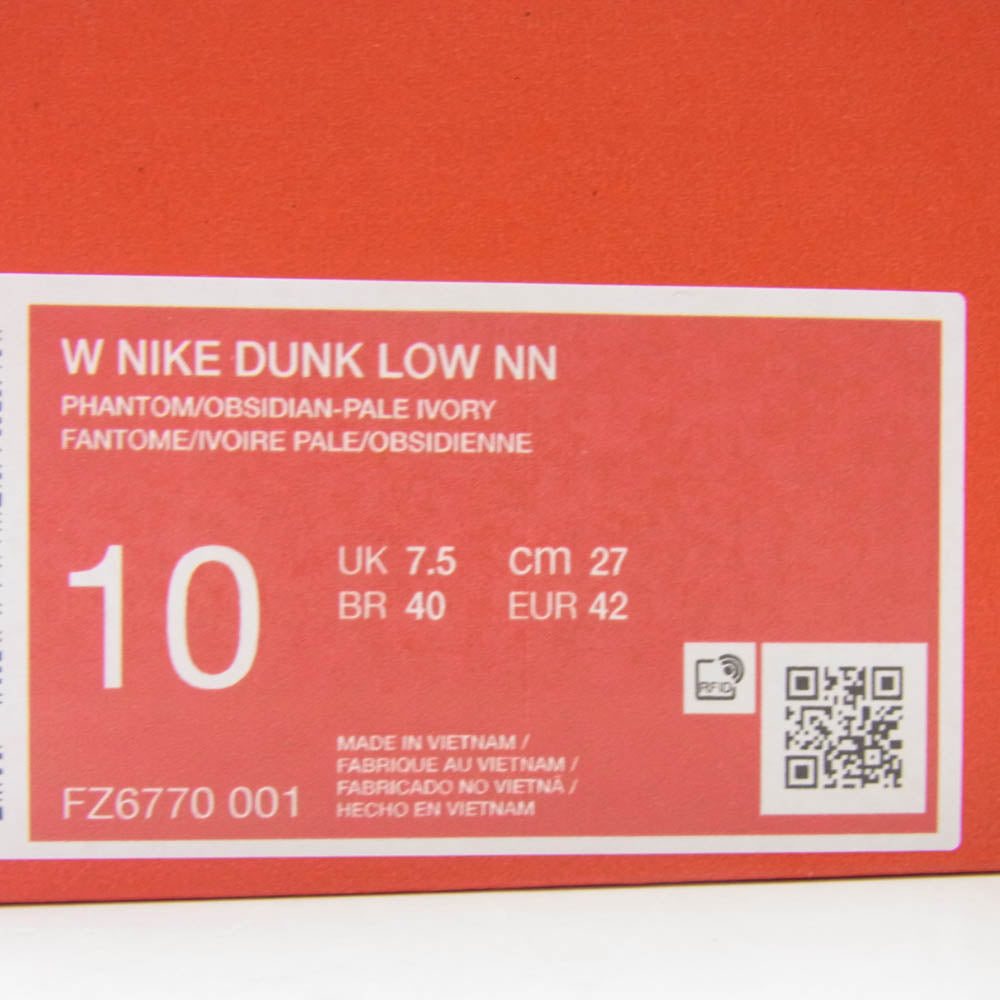 W NIKE DUNK LOW NN
PHANTOM/OBSIDIAN-PALE IVORY
FANTOME/IVOIRE PALE/OBSIDIENNE
10
UK 7.5 cm 27
BR 40 EUR 42
RFID
MADE IN VIETNAM /
FABRIQUE AU VIETNAM /
FABRICADO NO VIETNÃ /
HECHO EN VIETNAM
FZ6770 001